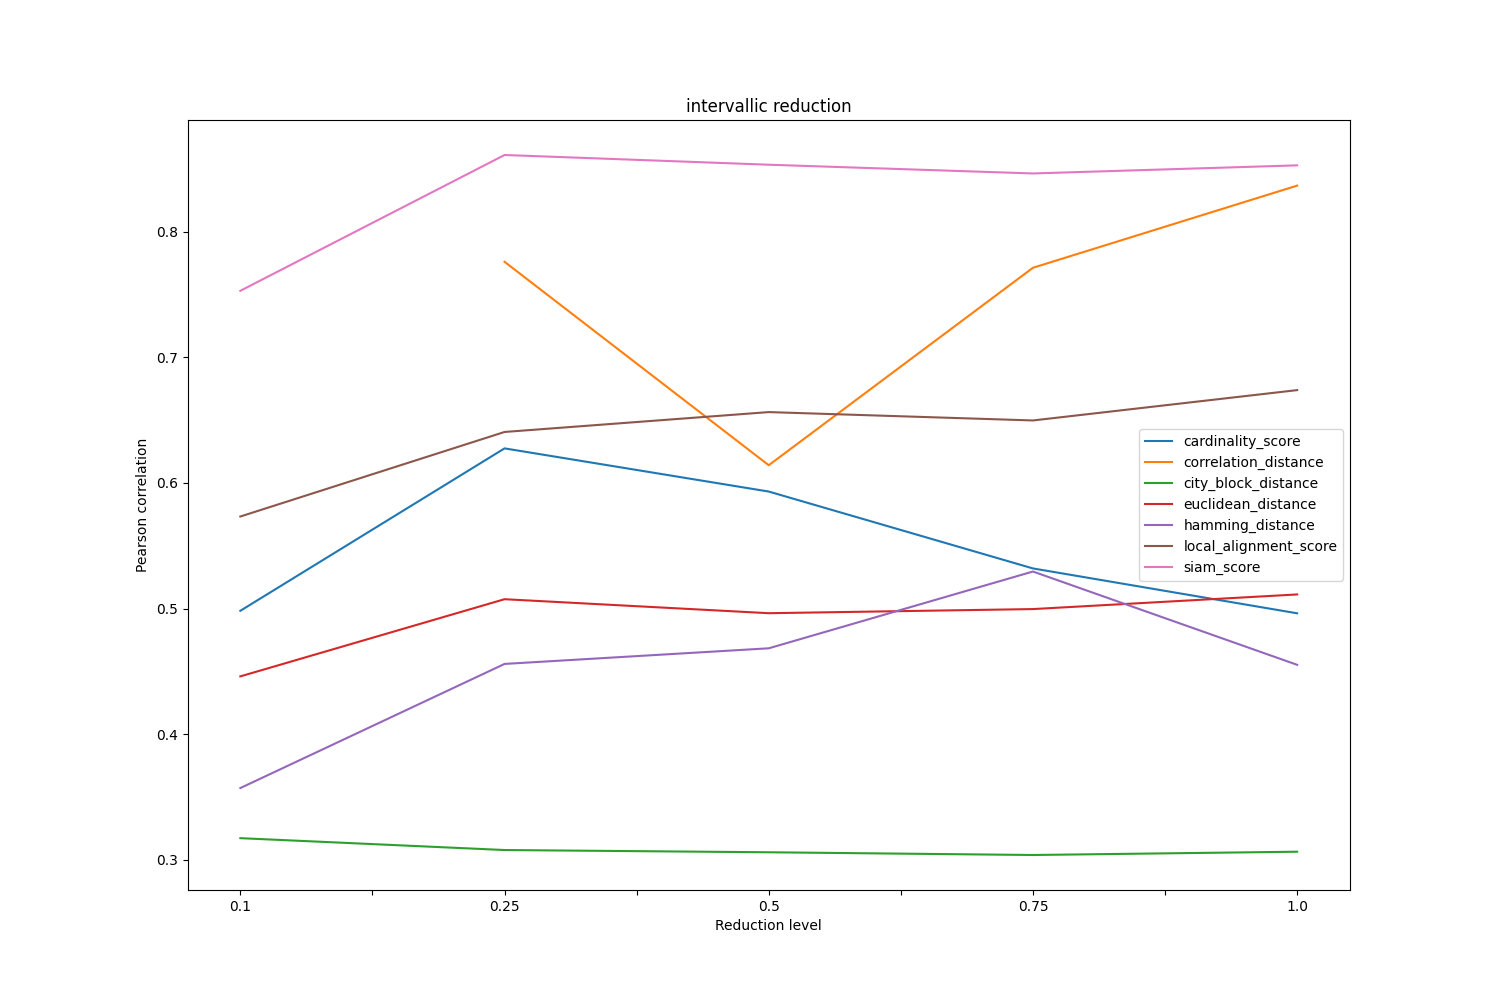 intervallic reduction
Pearson correlation
0.8
0.7
0.6
0.5
0.4
0.3
cardinality_score
correlation_distance
city_block_distance
euclidean_distance
hamming_distance
local_alignment_score
siam_score
0.1 0.25 0.5 0.75 1.0
Reduction level